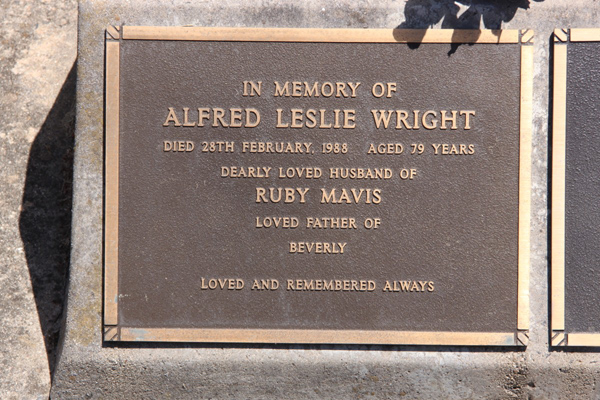 IN MEMORY OF
ALFRED LESLIE WRIGHT
DIED 28TH FEBRUARY, 1988 AGED 79 YEARS
DEARLY LOVED HUSBAND OF
RUBY MAVIS
LOVED FATHER OF
BEVERLY
LOVED AND REMEMBERED ALWAYS